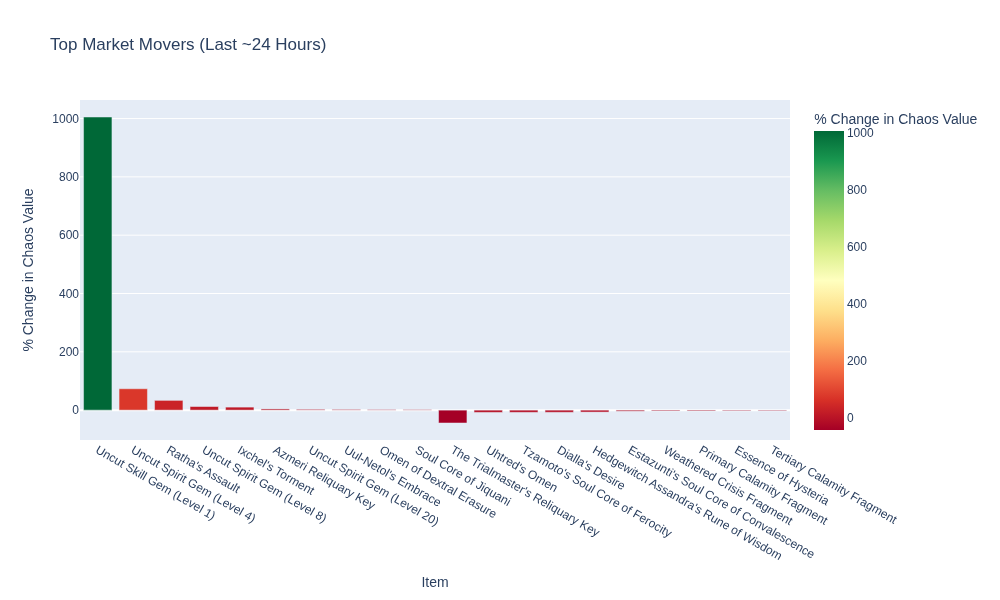 Top Market Movers (Last ~24 Hours)
% Change in Chaos Value
1000
800
600
400
200
0
Uncut Skill Gem (Level 1)
Uncut Spirit Gem (Level 4)
Ratha's Assault
Uncut Spirit Gem (Level 8)
Ixchel's Torment
Azmeri Reliquary Key
Uncut Spirit Gem (Level 20)
Uul-Netol's Embrace
Omen of Dextral Erasure
Soul Core of Jiquani
The Trialmaster's Reliquary Key
Uhtred's Omen
Tzamoto's Soul Core of Ferocity
Dialla's Desire
Hedgewitch Assandra's Rune of Wisdom
Estazunti's Soul Core of Convalescence
Weathered Crisis Fragment
Primary Calamity Fragment
Essence of Hysteria
Tertiary Calamity Fragment
Item
% Change in Chaos Value
1000
800
600
400
200
0